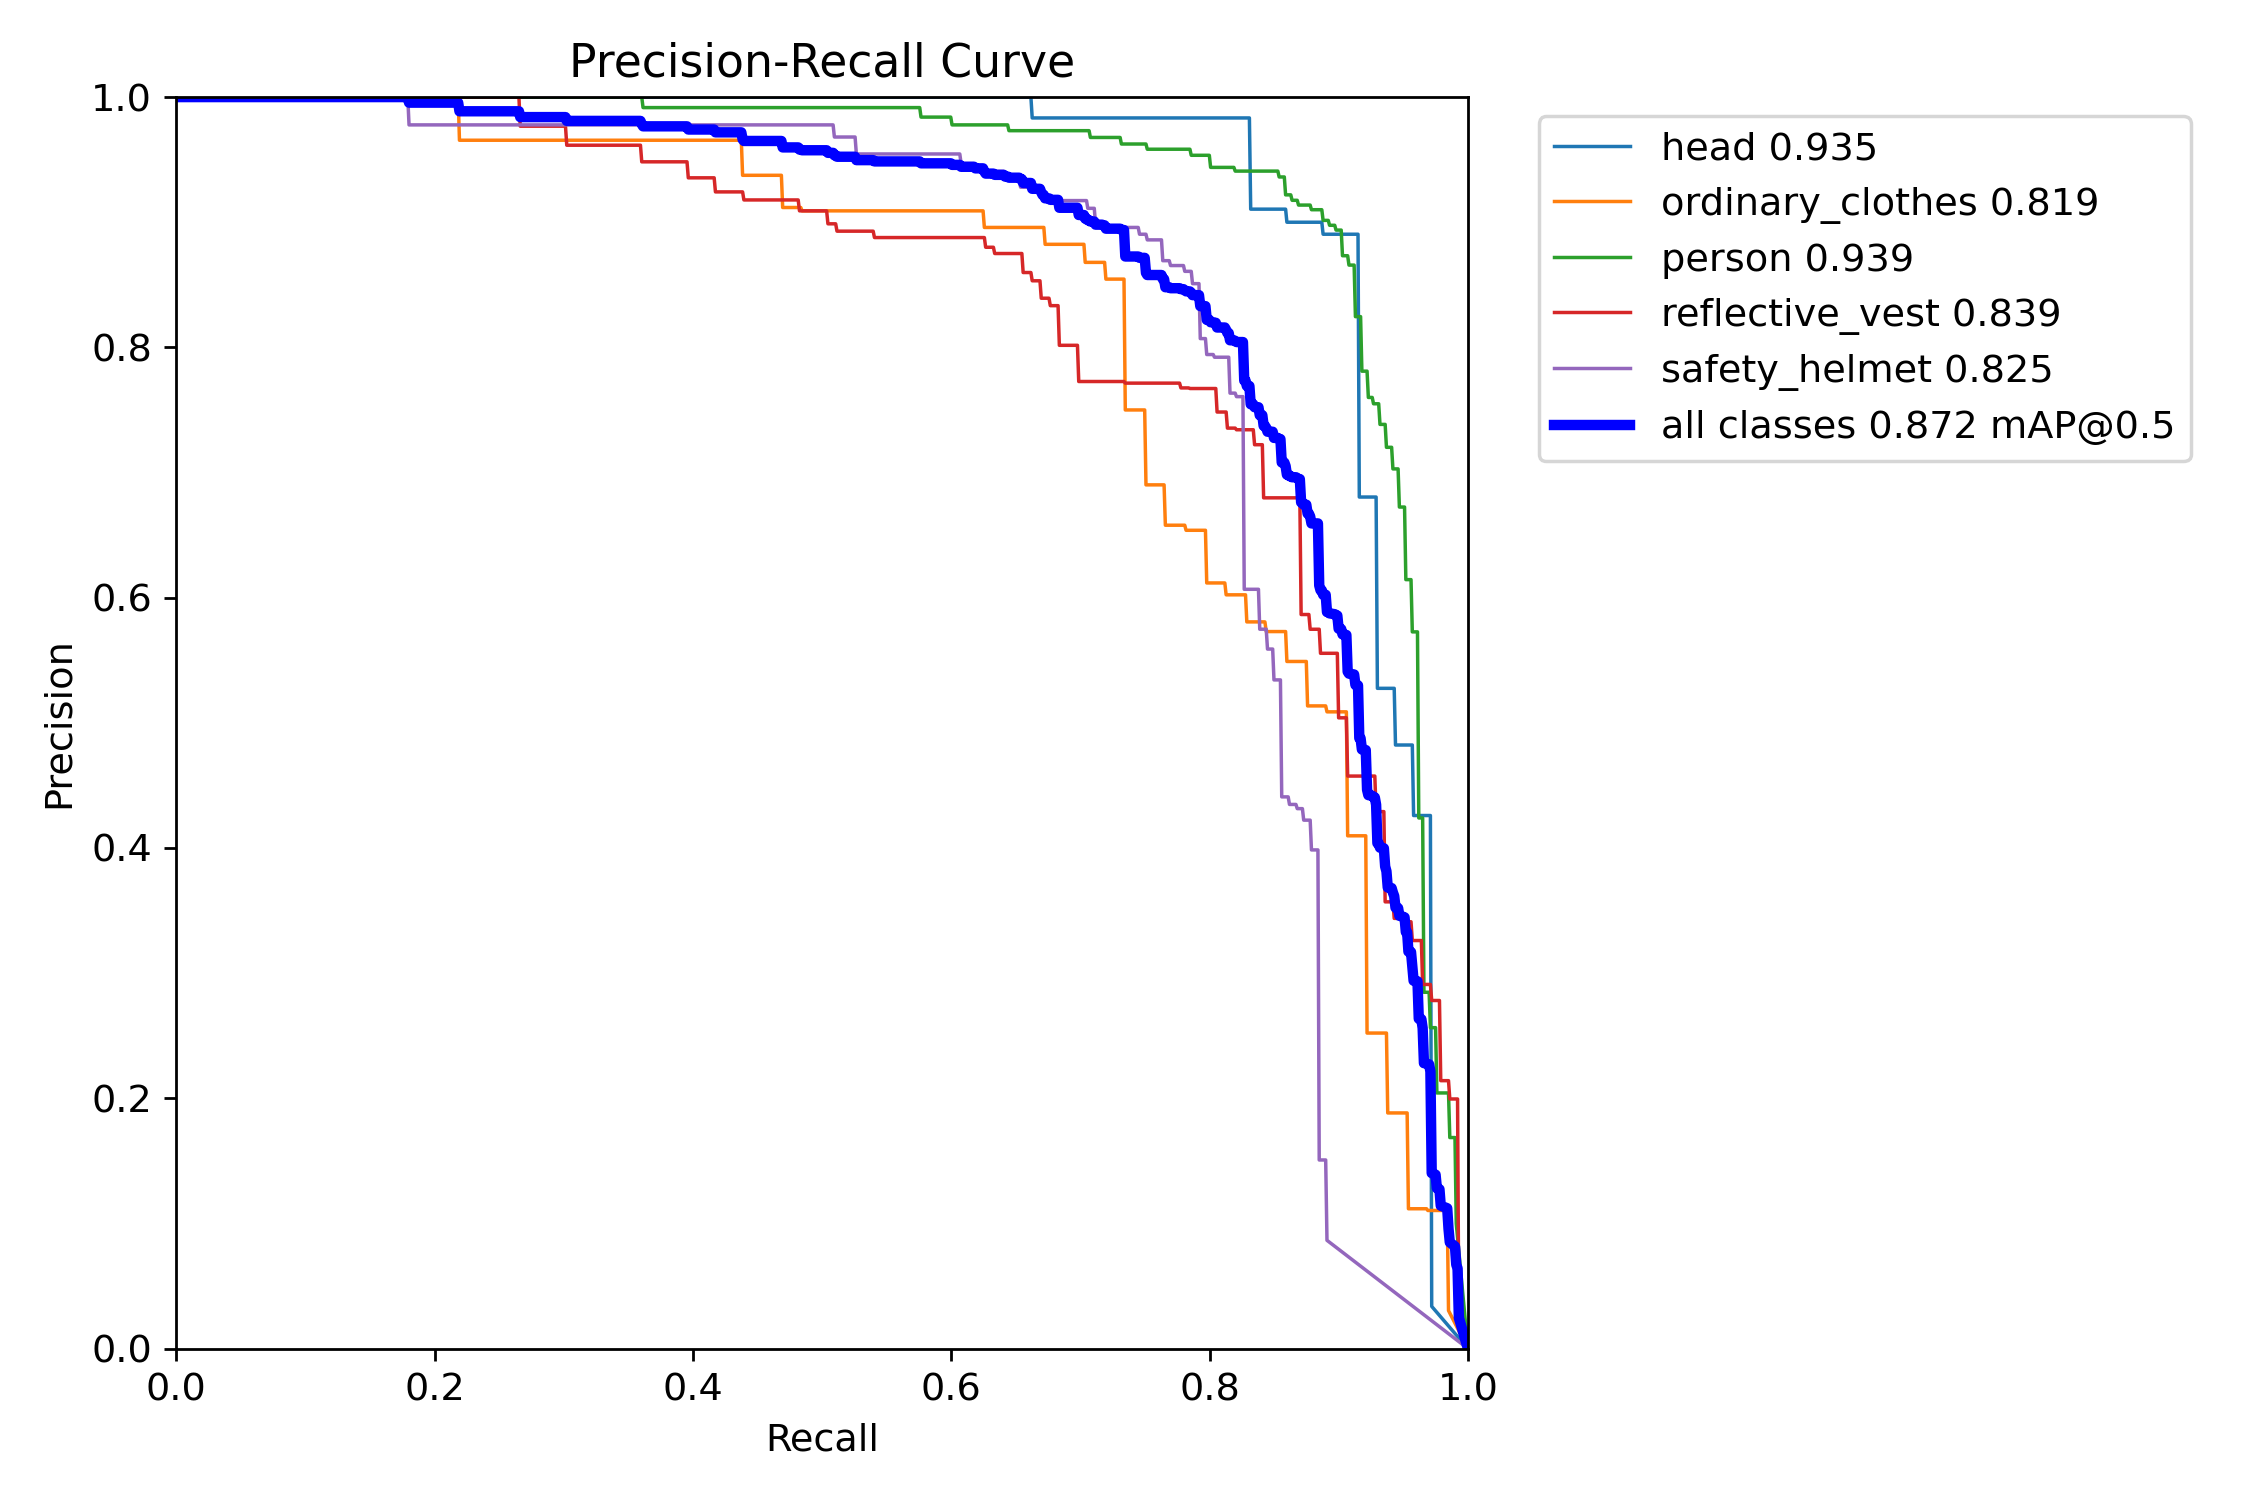 Precision-Recall Curve
1.0
0.8
0.6
0.4
0.2
0.0
Precision
0.0 0.2 0.4 0.6 0.8 1.0
Recall
head 0.935
ordinary_clothes 0.819
person 0.939
reflective_vest 0.839
safety_helmet 0.825
all classes 0.872 mAP@0.5